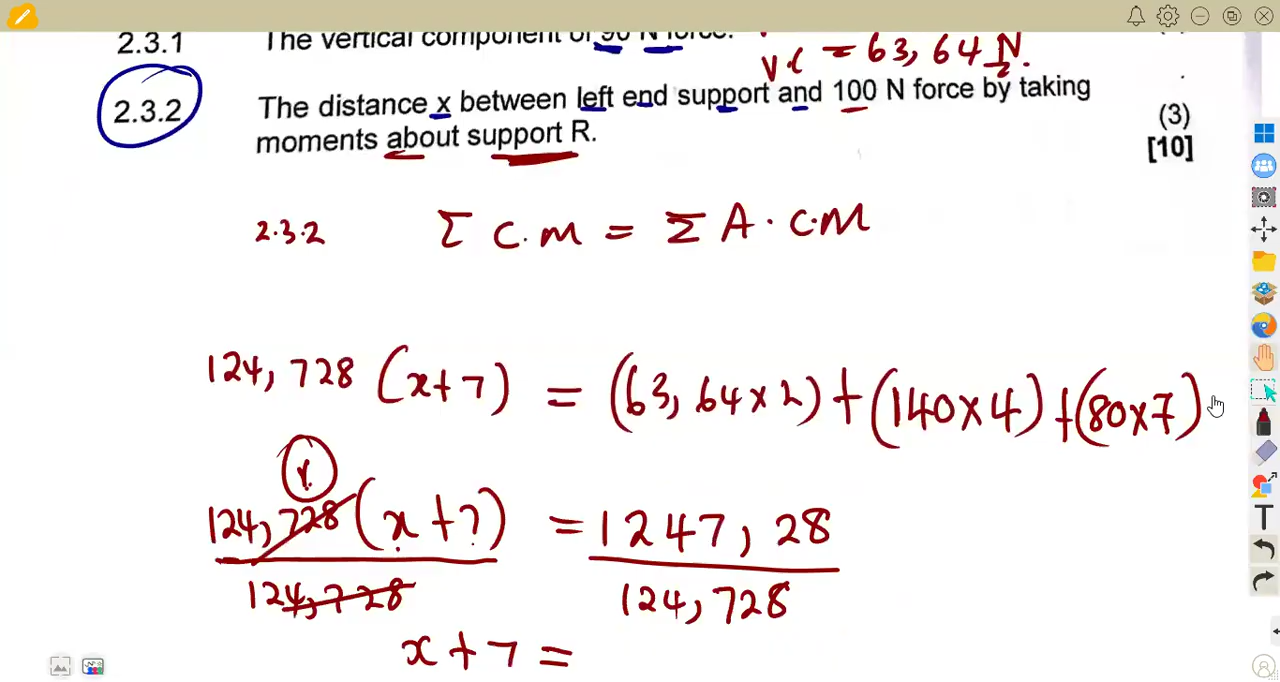 2.3.1 The vertical component of 90 N force.
VC = 63,64 N
2.3.2 The distance x between left end support and 100 N force by taking
moments about support R.
(3)
[10]
2.3.2 Σ C.M = Σ A.C.M
124,728 (x+7) = (63,64×2)+(140×4)+(80×7)
1
124,728 (x+7) = 1247,28
124,728 124,728
x+7 =
T